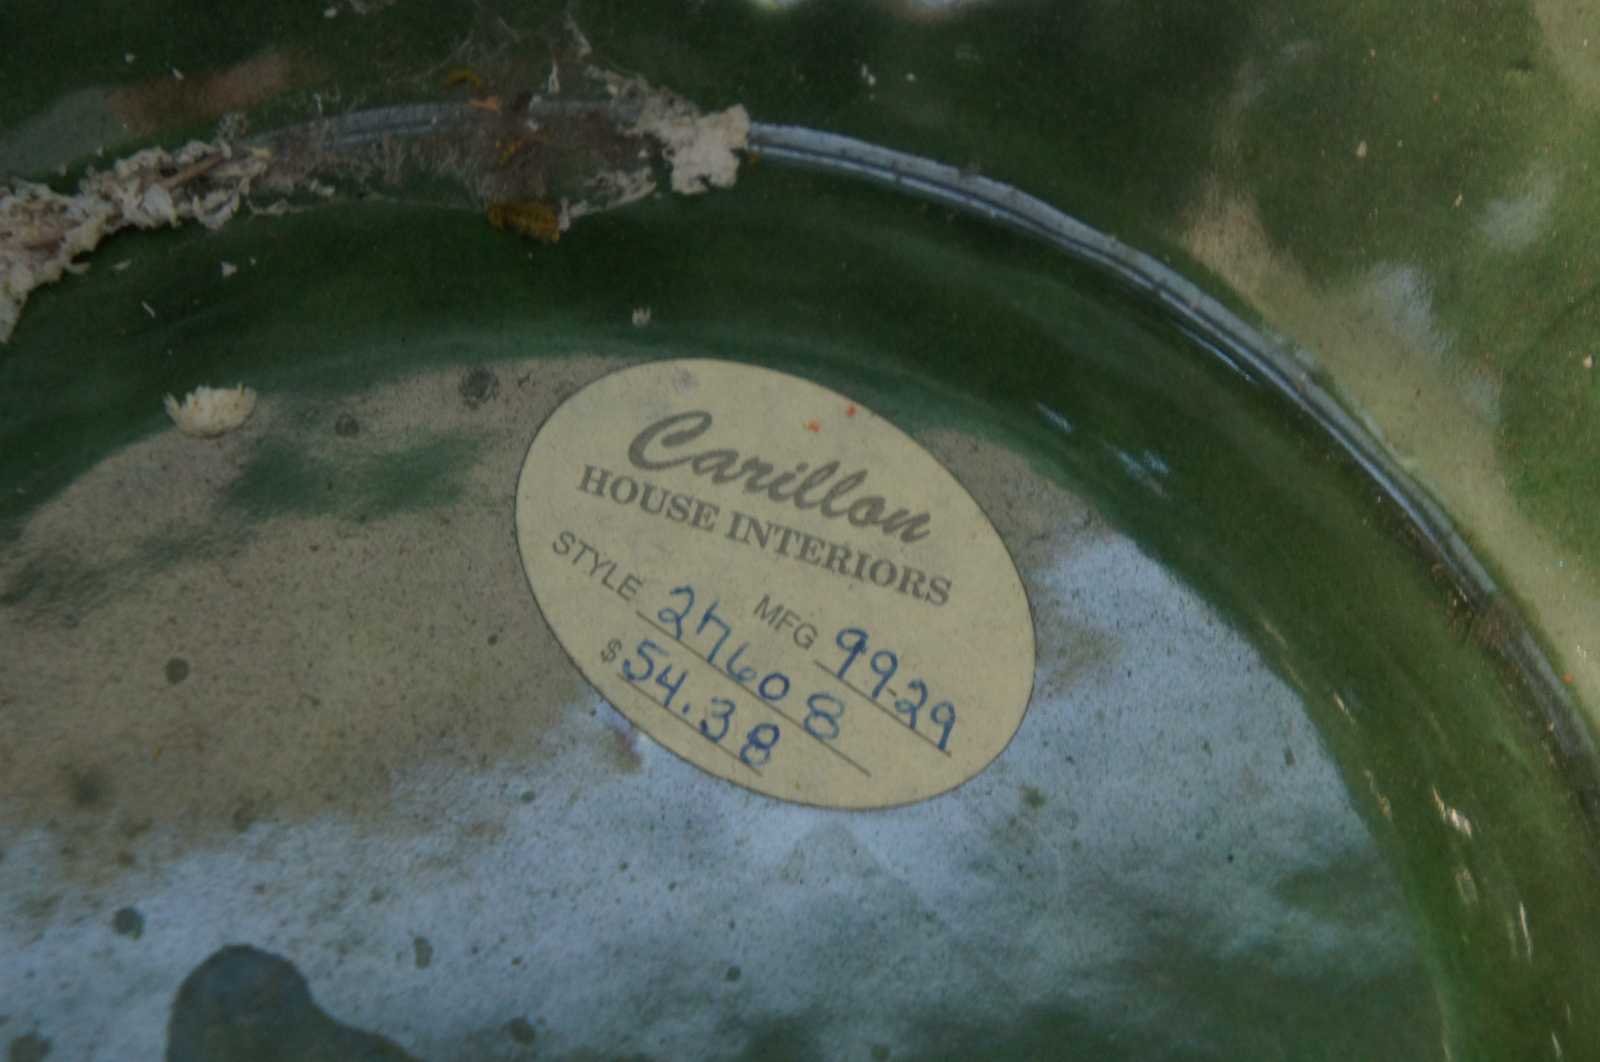 Carillon
HOUSE INTERIORS
MFG 99-29
STYLE 27608
$ 54.38